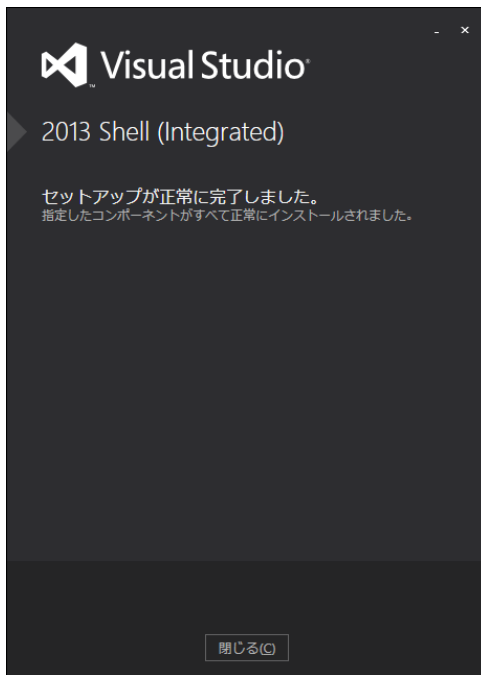 Visual Studio®
™
2013 Shell (Integrated)
セットアップが正常に完了しました。
指定したコンポーネントがすべて正常にインストールされました。
閉じる(C)